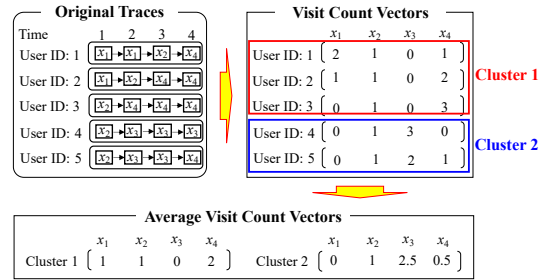 Original Traces
Time 1 2 3 4
User ID: 1 x1 x1 x2 x4
User ID: 2 x1 x2 x4 x4
User ID: 3 x2 x4 x4 x4
User ID: 4 x2 x3 x3 x3
User ID: 5 x2 x3 x3 x4
Visit Count Vectors
x1 x2 x3 x4
User ID: 1 ( 2 1 0 1 )
User ID: 2 ( 1 1 0 2 )
User ID: 3 ( 0 1 0 3 )
Cluster 1
User ID: 4 ( 0 1 3 0 )
User ID: 5 ( 0 1 2 1 )
Cluster 2
Average Visit Count Vectors
x1 x2 x3 x4 x1 x2 x3 x4
Cluster 1 ( 1 1 0 2 ) Cluster 2 ( 0 1 2.5 0.5 )